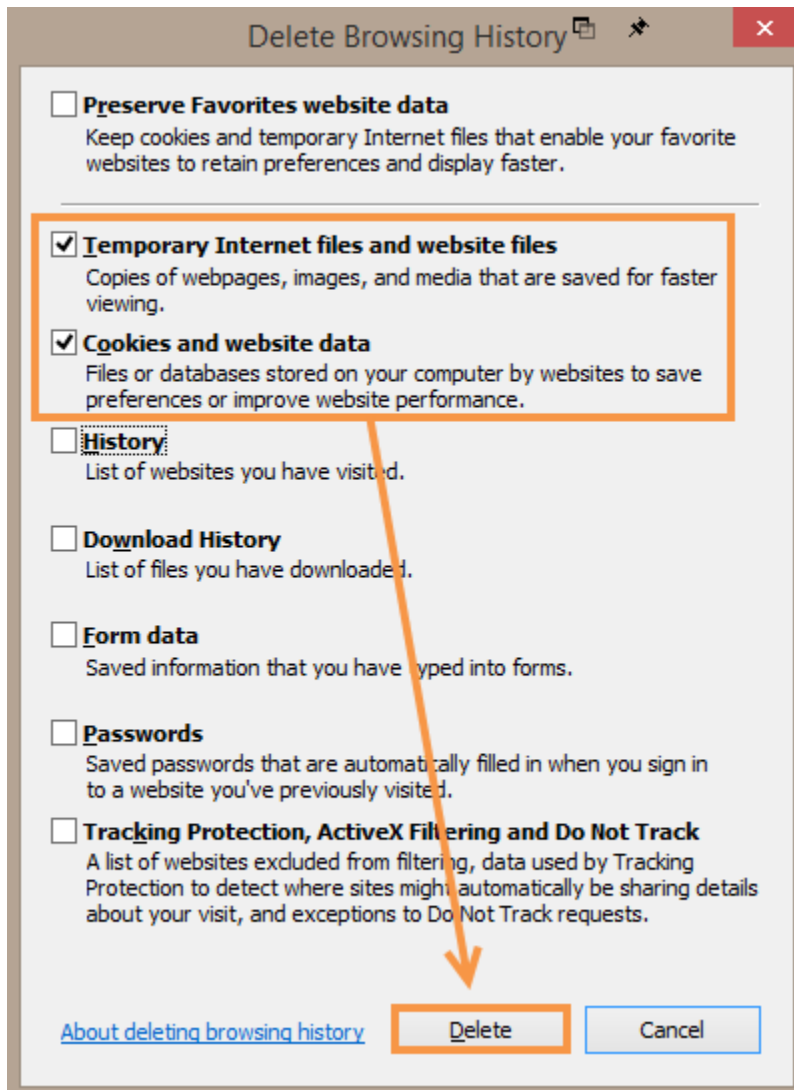 Delete Browsing History
Preserve Favorites website data
Keep cookies and temporary Internet files that enable your favorite
websites to retain preferences and display faster.
Temporary Internet files and website files
Copies of webpages, images, and media that are saved for faster
viewing.
Cookies and website data
Files or databases stored on your computer by websites to save
preferences or improve website performance.
History
List of websites you have visited.
Download History
List of files you have downloaded.
Form data
Saved information that you have typed into forms.
Passwords
Saved passwords that are automatically filled in when you sign in
to a website you've previously visited.
Tracking Protection, ActiveX Filtering and Do Not Track
A list of websites excluded from filtering, data used by Tracking
Protection to detect where sites might automatically be sharing details
about your visit, and exceptions to Do Not Track requests.
About deleting browsing history
Delete
Cancel